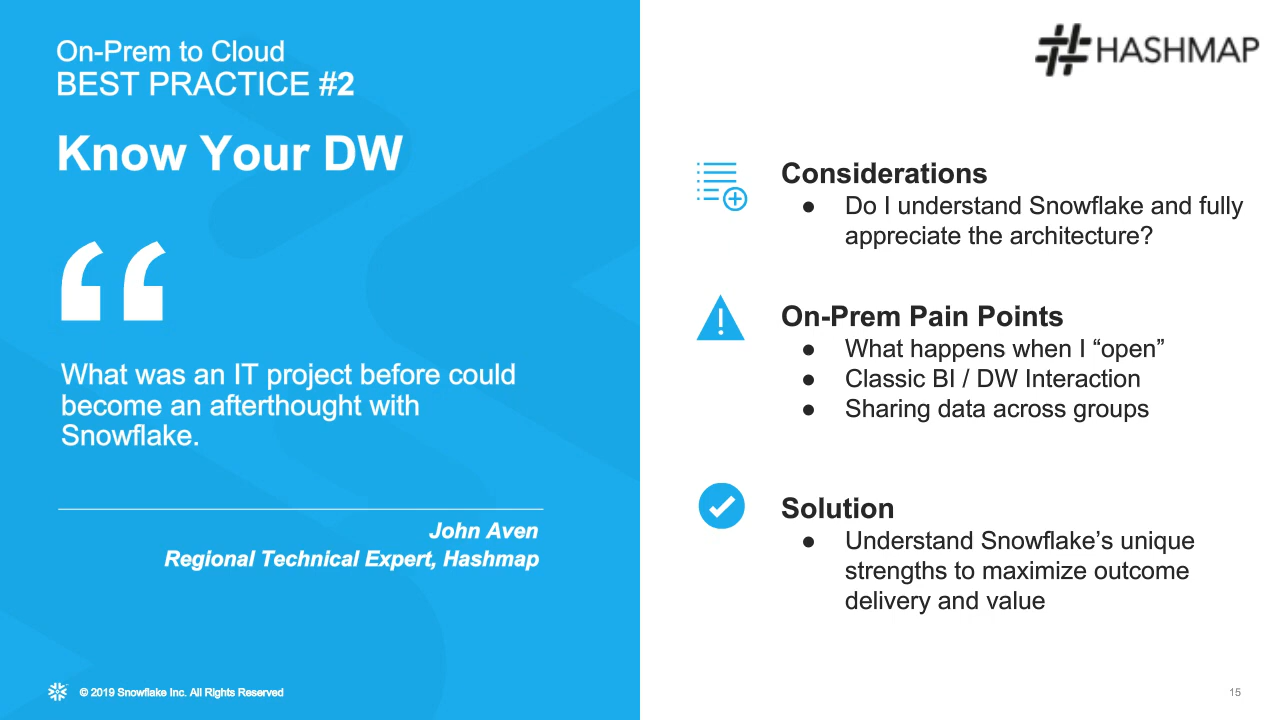 On-Prem to Cloud
BEST PRACTICE #2
Know Your DW
“
What was an IT project before could
become an afterthought with
Snowflake.
John Aven
Regional Technical Expert, Hashmap
© 2019 Snowflake Inc. All Rights Reserved
HASHMAP
Considerations
● Do I understand Snowflake and fully
appreciate the architecture?
On-Prem Pain Points
● What happens when I “open”
● Classic BI / DW Interaction
● Sharing data across groups
Solution
● Understand Snowflake’s unique
strengths to maximize outcome
delivery and value
15